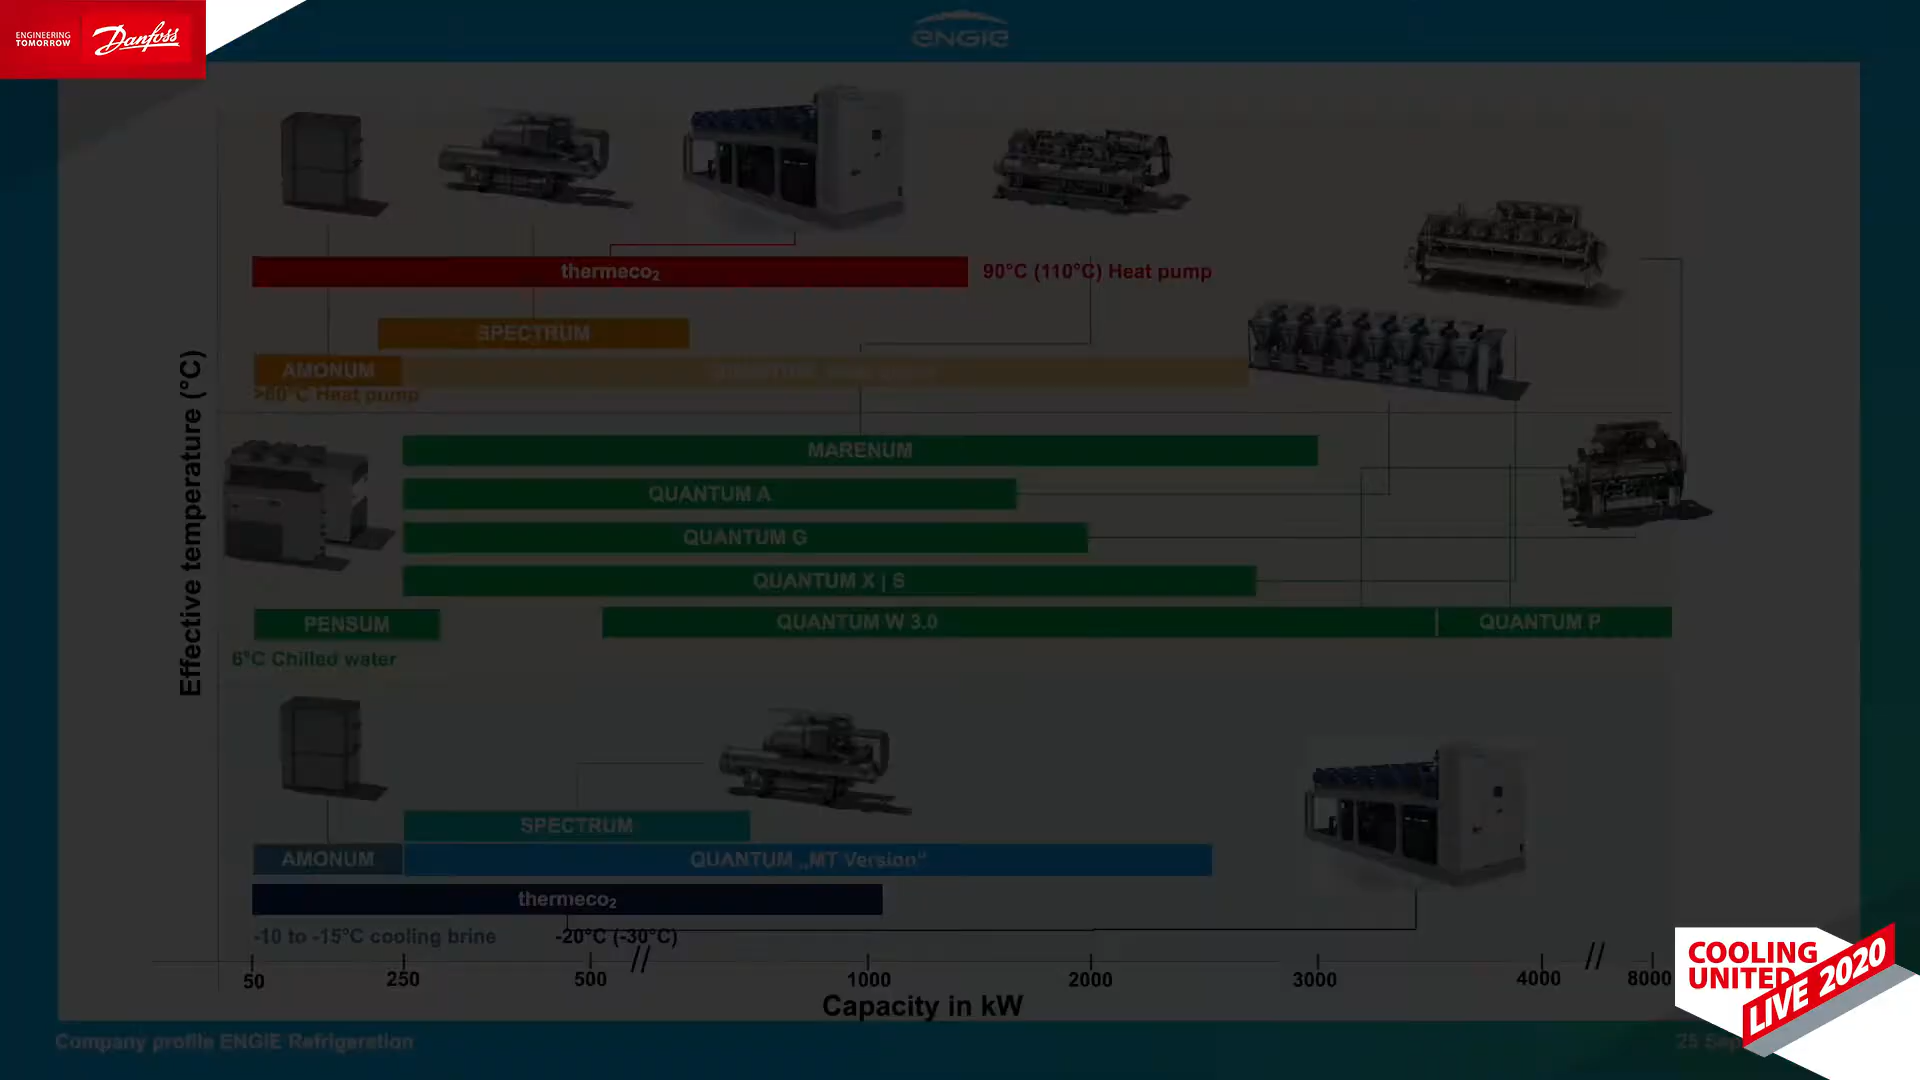 ENGINEERING
TOMORROW
Danfoss
ENGIE
thermeco₂
90°C (110°C) Heat pump
SPECTRUM
AMONUM
>60°C Heat pump
Effective temperature (°C)
MARENUM
QUANTUM A
QUANTUM G
QUANTUM X | S
PENSUM
QUANTUM W 3.0
QUANTUM P
6°C Chilled water
SPECTRUM
AMONUM
QUANTUM „MT Version“
thermeco₂
-10 to -15°C cooling brine
-20°C (-30°C)
50
250
500
1000
2000
3000
4000
8000
Capacity in kW
COOLING
UNITED
LIVE 2020
Company profile ENGIE Refrigeration
25